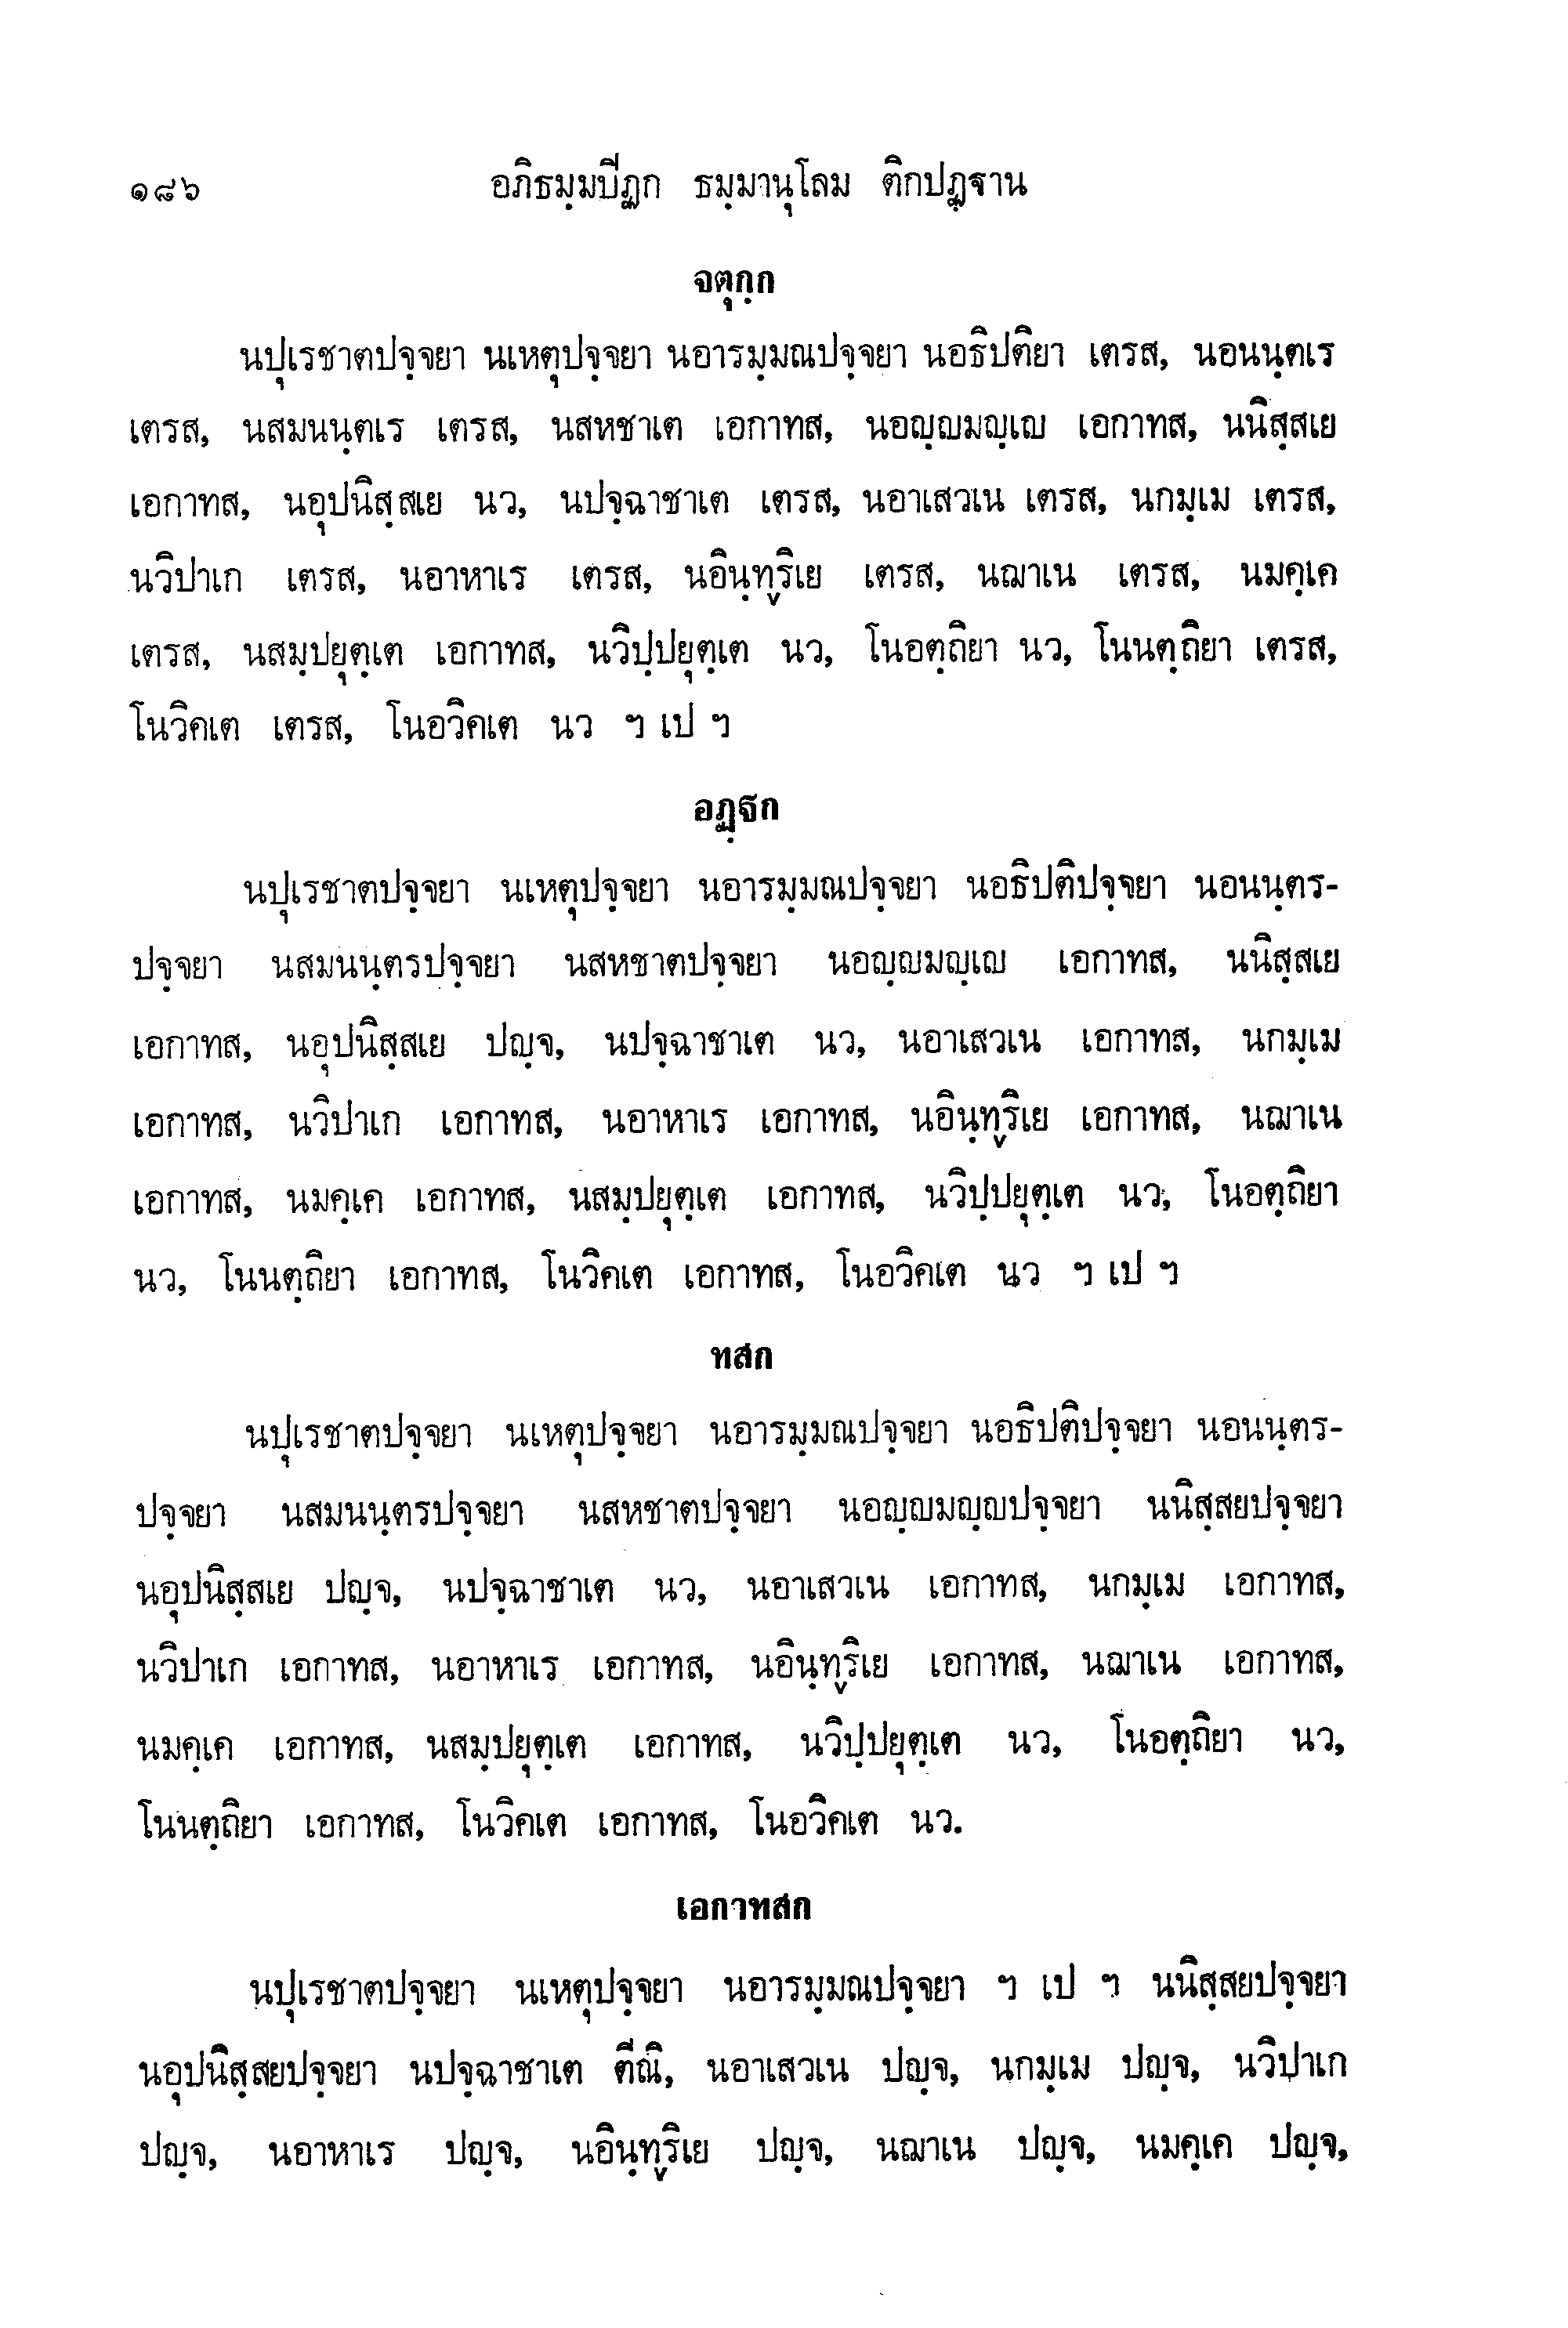 ๑๘๖ อภิธมฺมปีฏก ธมฺมานุโลม ติกปฏฺฐาน
จตุกฺก
นปุเรชาตปจฺจยา นเหตุปจฺจยา นอารมฺมณปจฺจยา นอธิปติยา เตรส, นอนนฺตเร
เตรส, นสมนนฺตเร เตรส, นสหชาเต เอกาทส, นอญฺญมญฺเญ เอกาทส, นนิสฺสเย
เอกาทส, นอุปนิสฺสเย นว, นปจฺฉาชาเต เตรส, นอาเสวเน เตรส, นกมฺเม เตรส,
นวิปาเก เตรส, นอาหาเร เตรส, นอินฺทฺริเย เตรส, นฌาเน เตรส, นมคฺเค
เตรส, นสมฺปยุตฺเต เอกาทส, นวิปฺปยุตฺเต นว, โนอตฺถิยา นว, โนนตฺถิยา เตรส,
โนวิคเต เตรส, โนอวิคเต นว ฯ เป ฯ
อฏฺฐก
นปุเรชาตปจฺจยา นเหตุปจฺจยา นอารมฺมณปจฺจยา นอธิปติปจฺจยา นอนนฺตร-
ปจฺจยา นสมนนฺตรปจฺจยา นสหชาตปจฺจยา นอญฺญมญฺเญ เอกาทส, นนิสฺสเย
เอกาทส, นอุปนิสฺสเย ปญฺจ, นปจฺฉาชาเต นว, นอาเสวเน เอกาทส, นกมฺเม
เอกาทส, นวิปาเก เอกาทส, นอาหาเร เอกาทส, นอินฺทฺริเย เอกาทส, นฌาเน
เอกาทส, นมคฺเค เอกาทส, นสมฺปยุตฺเต เอกาทส, นวิปฺปยุตฺเต นว, โนอตฺถิยา
นว, โนนตฺถิยา เอกาทส, โนวิคเต เอกาทส, โนอวิคเต นว ฯ เป ฯ
ทสก
นปุเรชาตปจฺจยา นเหตุปจฺจยา นอารมฺมณปจฺจยา นอธิปติปจฺจยา นอนนฺตร-
ปจฺจยา นสมนนฺตรปจฺจยา นสหชาตปจฺจยา นอญฺญมญฺญปจฺจยา นนิสฺสยปจฺจยา
นอุปนิสฺสเย ปญฺจ, นปจฺฉาชาเต นว, นอาเสวเน เอกาทส, นกมฺเม เอกาทส,
นวิปาเก เอกาทส, นอาหาเร เอกาทส, นอินฺทฺริเย เอกาทส, นฌาเน เอกาทส,
นมคฺเค เอกาทส, นสมฺปยุตฺเต เอกาทส, นวิปฺปยุตฺเต นว, โนอตฺถิยา นว,
โนนตฺถิยา เอกาทส, โนวิคเต เอกาทส, โนอวิคเต นว.
เอกาทสก
นปุเรชาตปจฺจยา นเหตุปจฺจยา นอารมฺมณปจฺจยา ฯ เป ฯ นนิสฺสยปจฺจยา
นอุปนิสฺสยปจฺจยา นปจฺฉาชาเต ตีณิ, นอาเสวเน ปญฺจ, นกมฺเม ปญฺจ, นวิปาเก
ปญฺจ, นอาหาเร ปญฺจ, นอินฺทฺริเย ปญฺจ, นฌาเน ปญฺจ, นมคฺเค ปญฺจ,